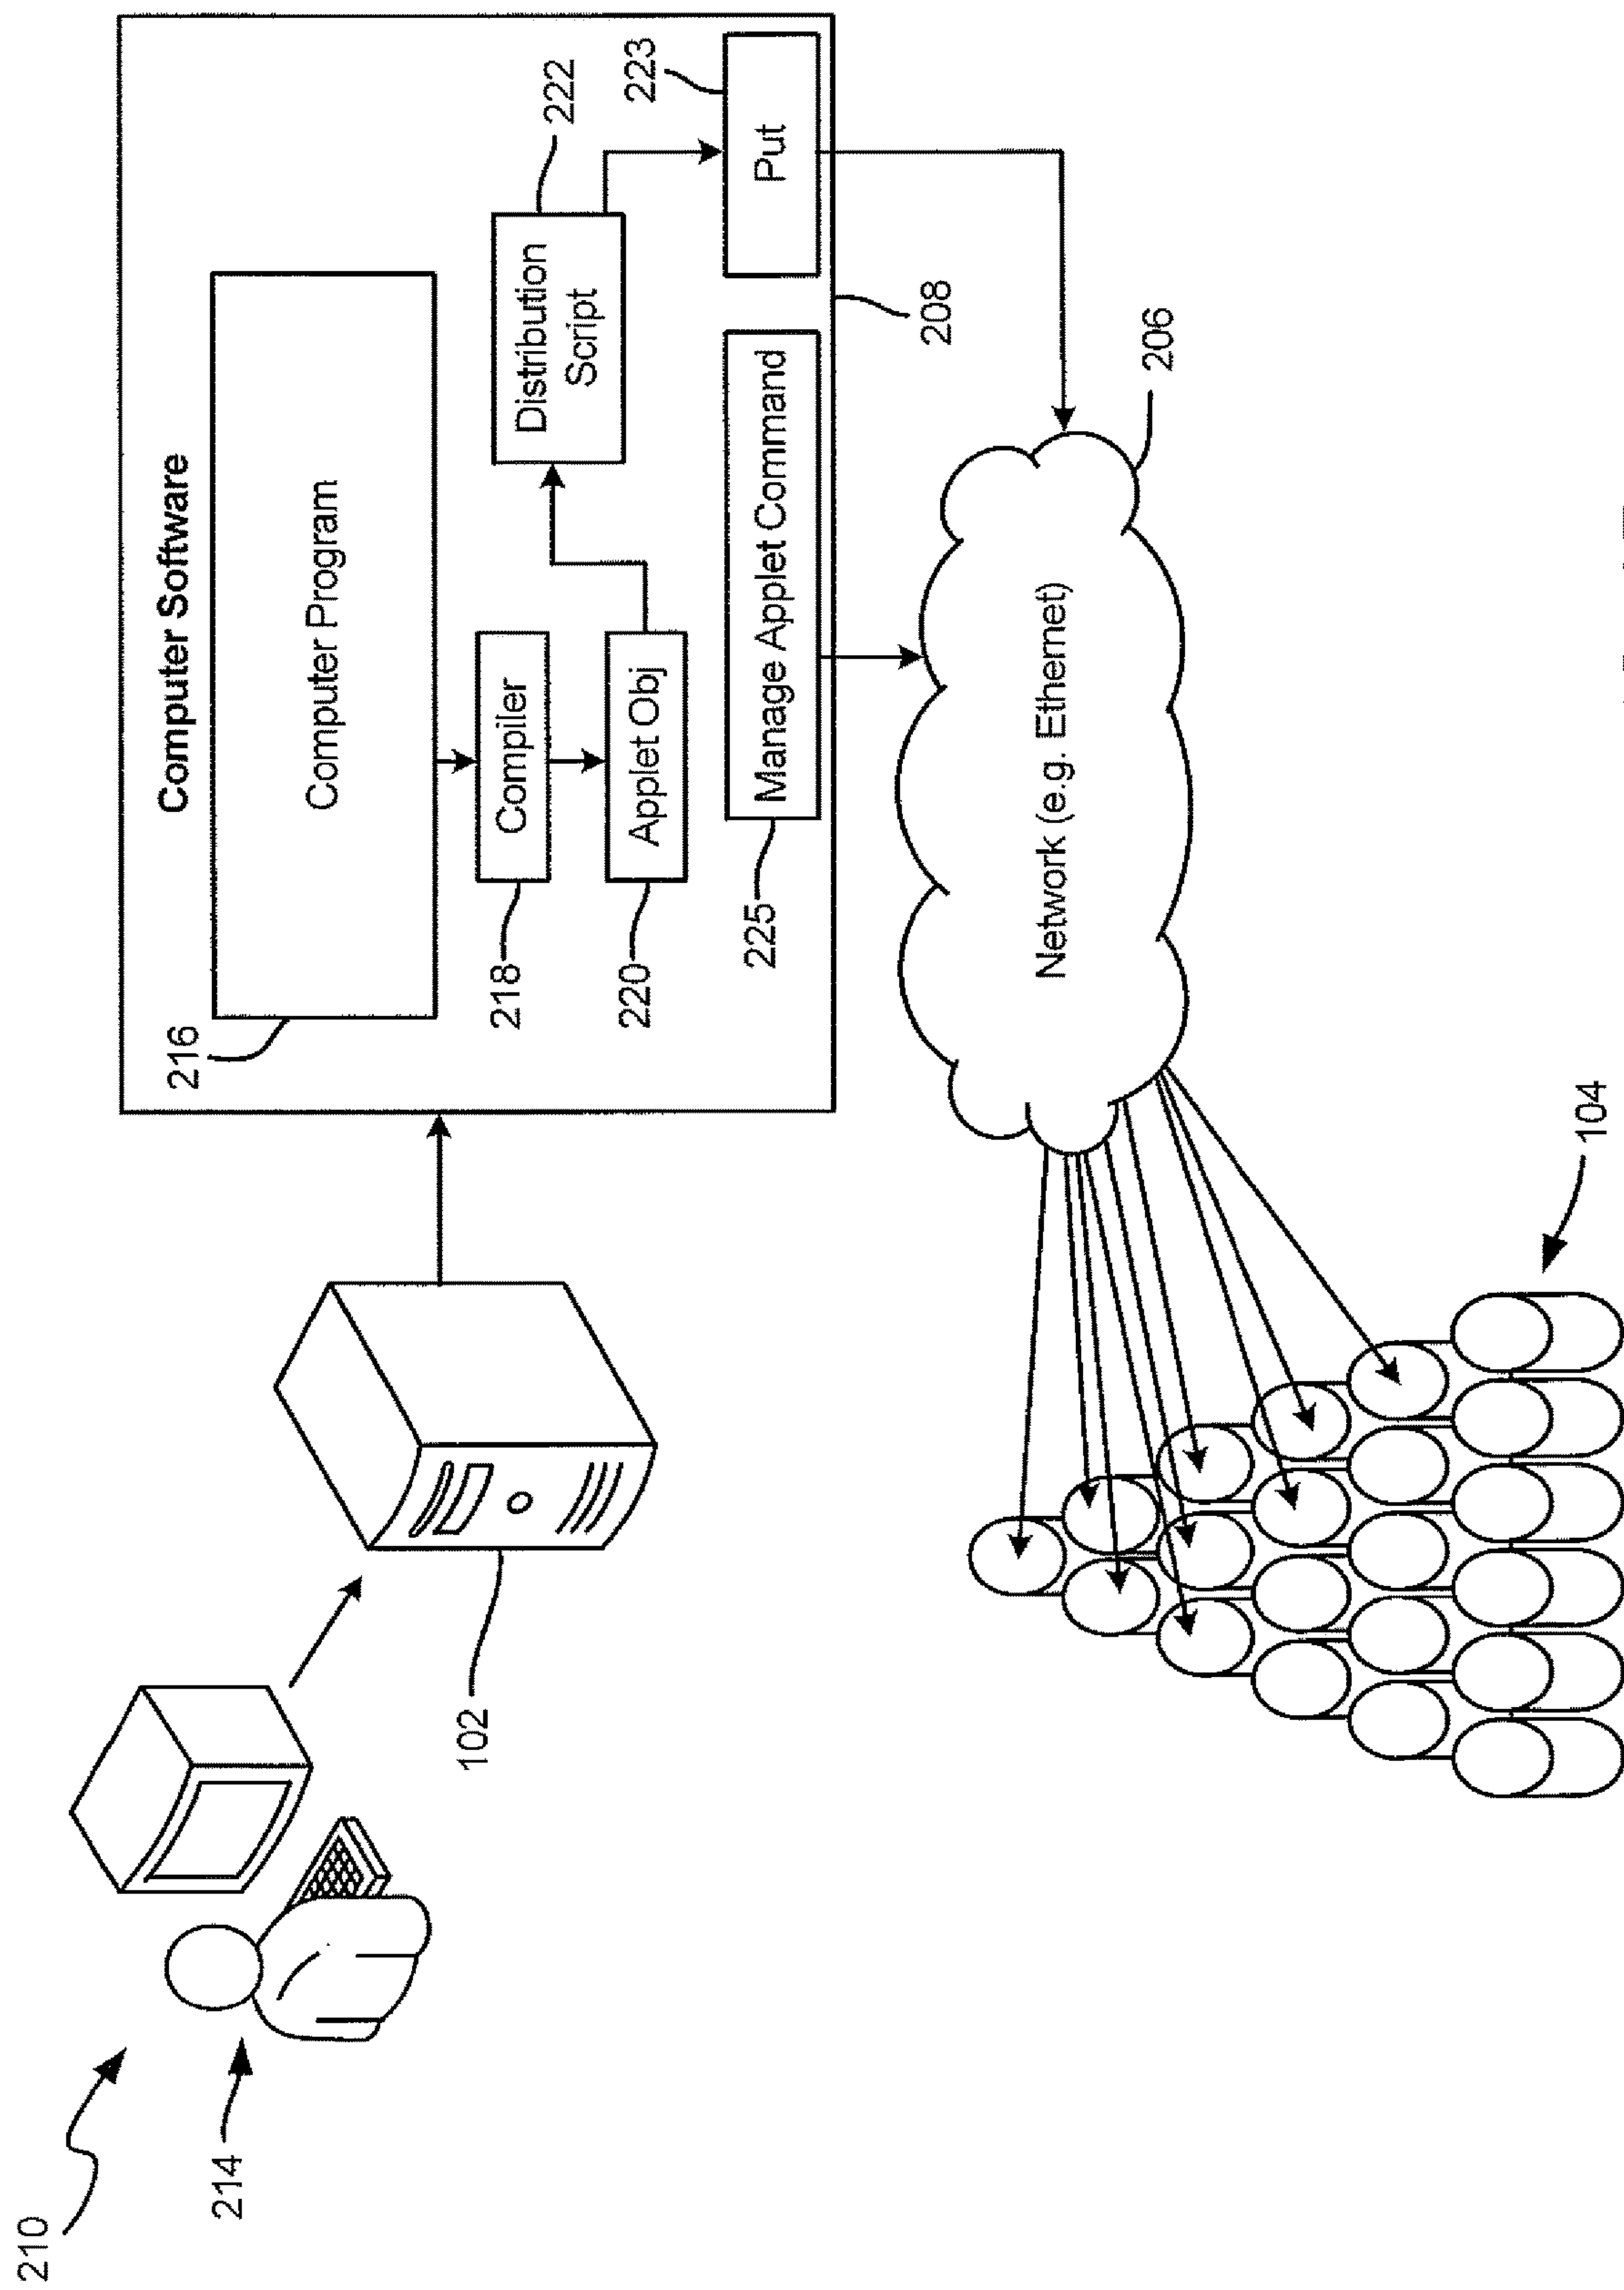 210
214
102
Computer Software
216
Computer Program
218
Compiler
220
Applet Obj
222
Distribution
Script
223
Put
225
Manage Applet Command
208
206
Network (e.g. Ethernet)
104